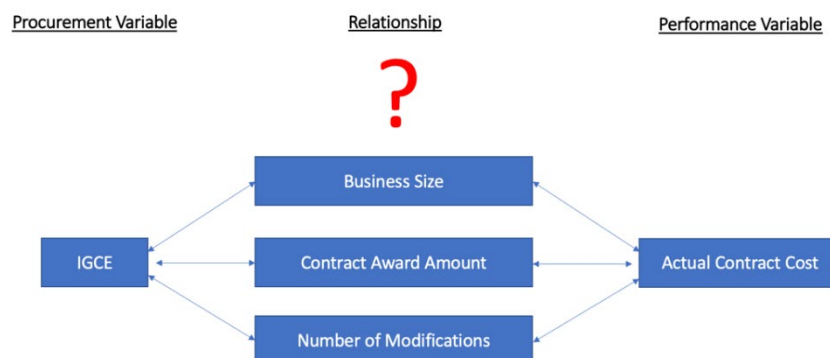 Procurement Variable
Relationship
Performance Variable
?
Business Size
IGCE
Contract Award Amount
Actual Contract Cost
Number of Modifications